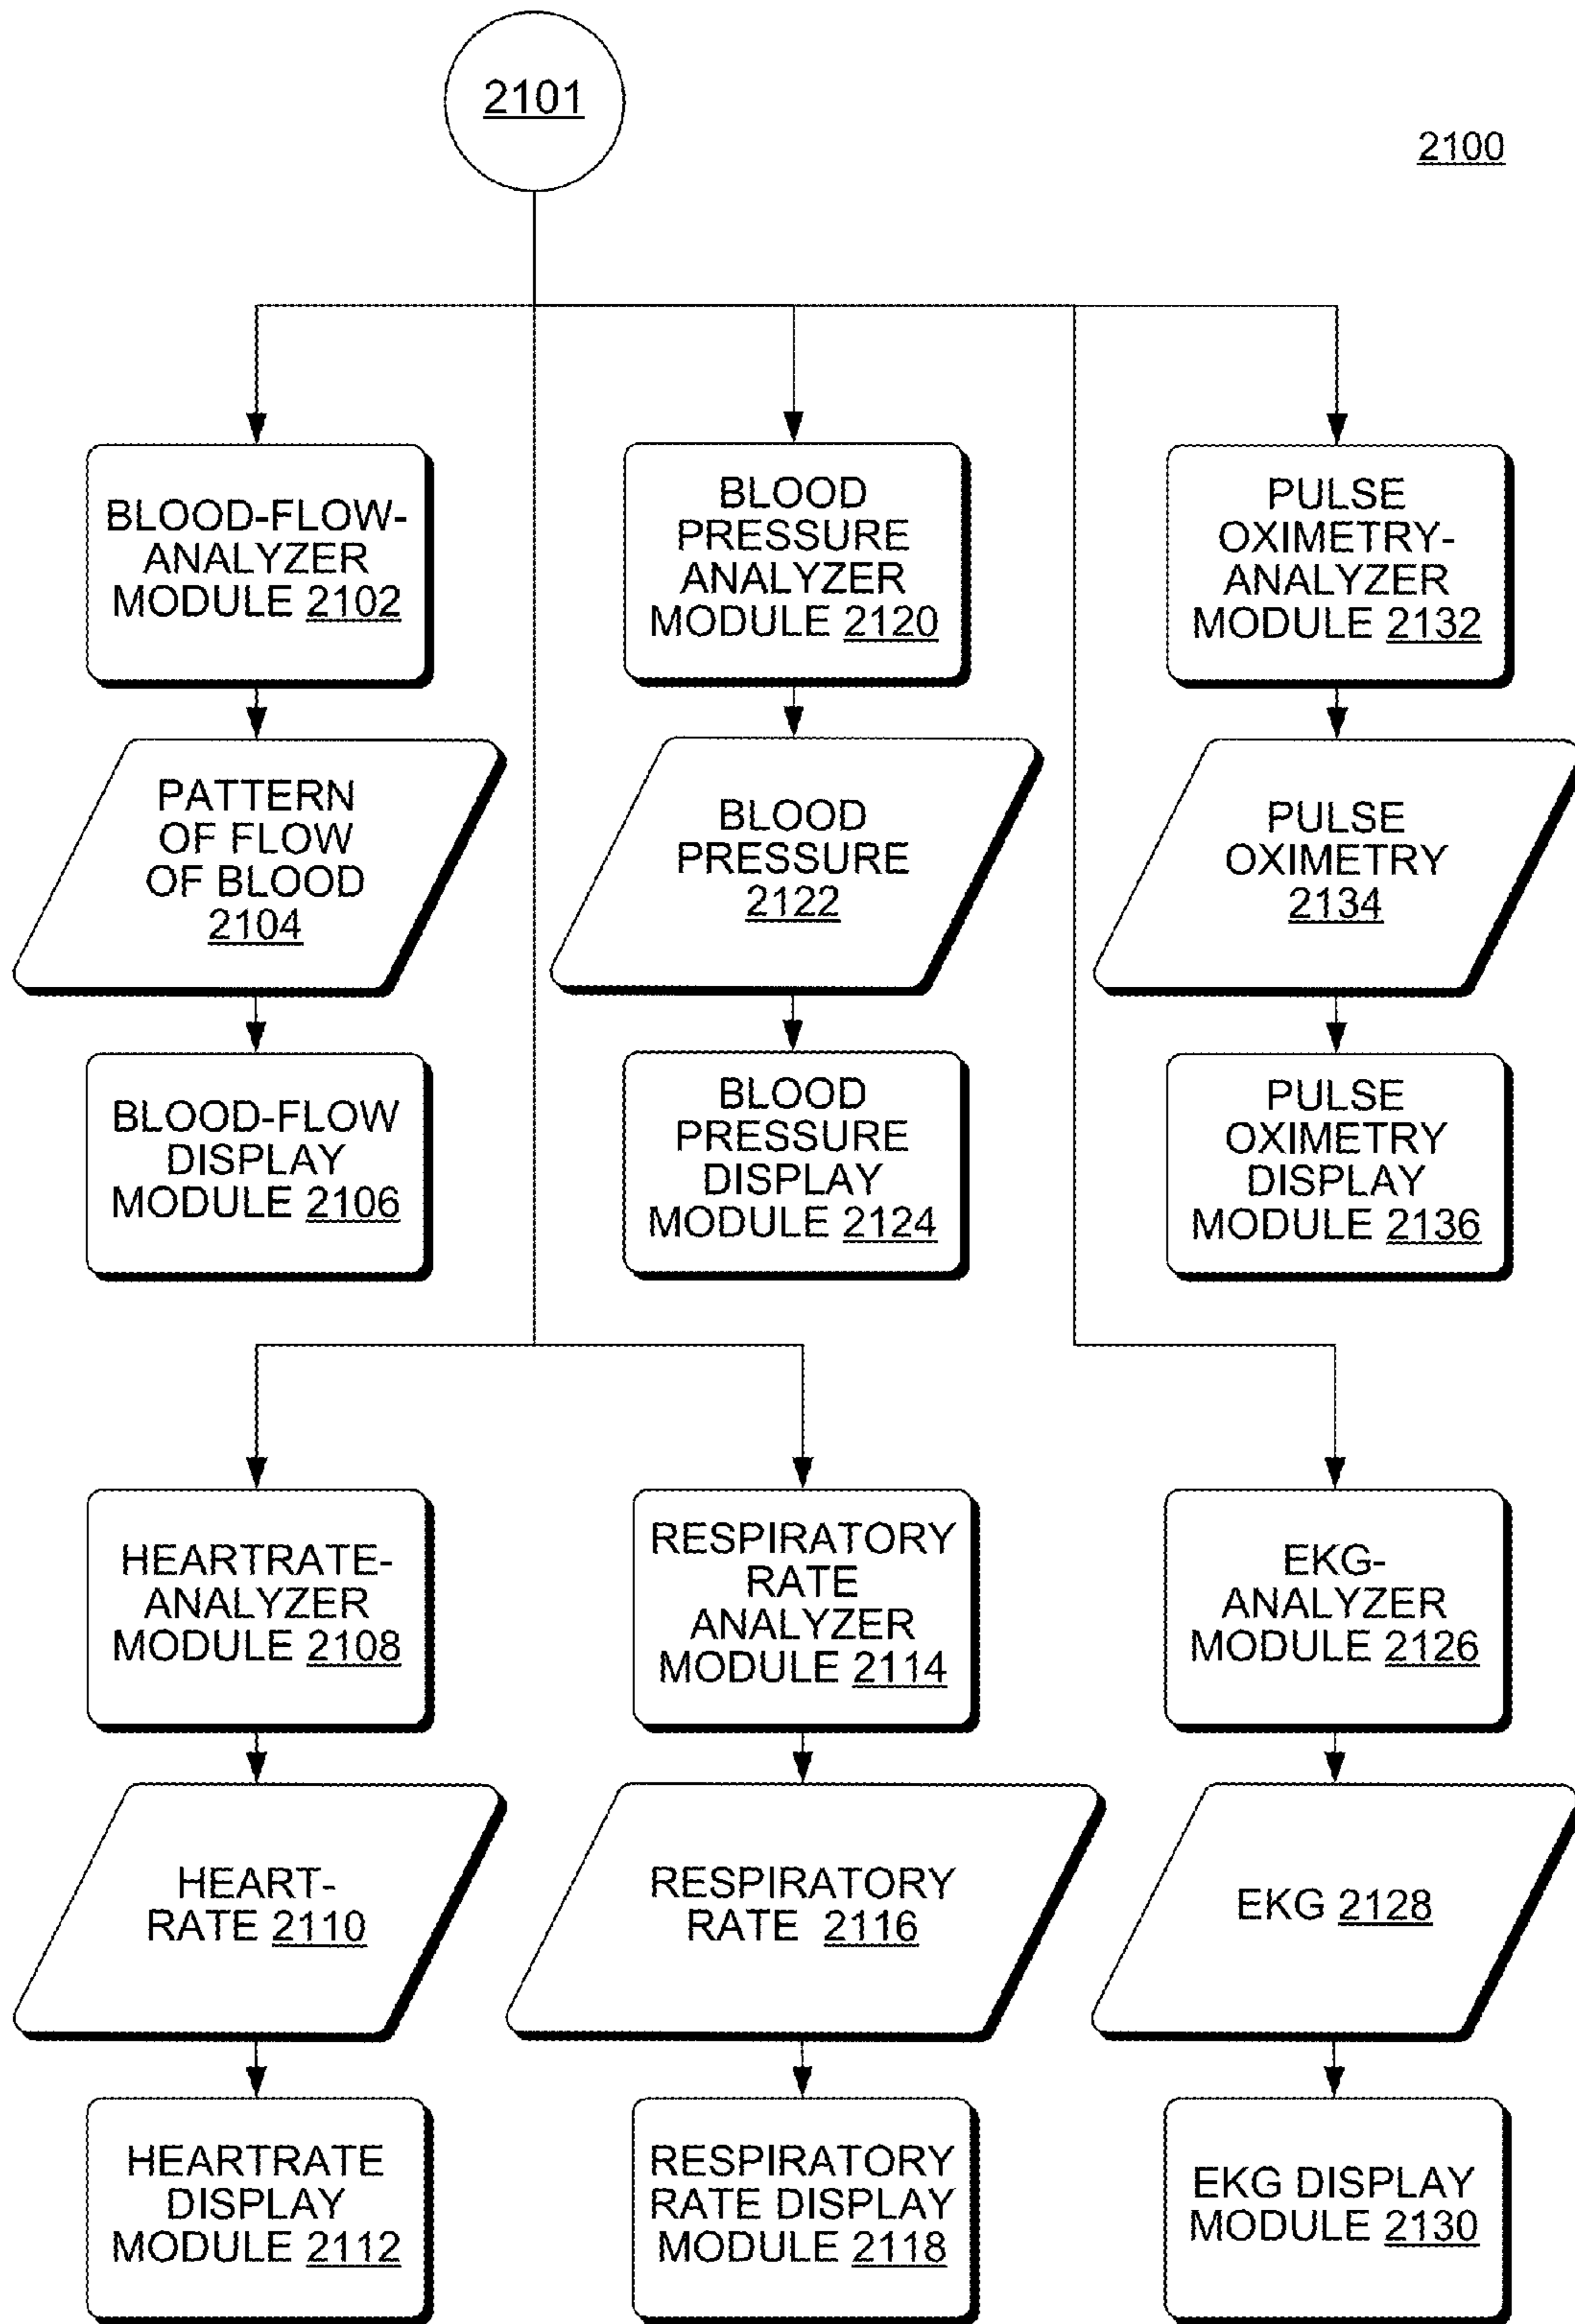 2101
2100
BLOOD-FLOW-
ANALYZER
MODULE 2102
BLOOD
PRESSURE
ANALYZER
MODULE 2120
PULSE
OXIMETRY-
ANALYZER
MODULE 2132
PATTERN
OF FLOW
OF BLOOD
2104
BLOOD
PRESSURE
2122
PULSE
OXIMETRY
2134
BLOOD-FLOW
DISPLAY
MODULE 2106
BLOOD
PRESSURE
DISPLAY
MODULE 2124
PULSE
OXIMETRY
DISPLAY
MODULE 2136
HEARTRATE-
ANALYZER
MODULE 2108
RESPIRATORY
RATE
ANALYZER
MODULE 2114
EKG-
ANALYZER
MODULE 2126
HEART-
RATE 2110
RESPIRATORY
RATE 2116
EKG 2128
HEARTRATE
DISPLAY
MODULE 2112
RESPIRATORY
RATE DISPLAY
MODULE 2118
EKG DISPLAY
MODULE 2130